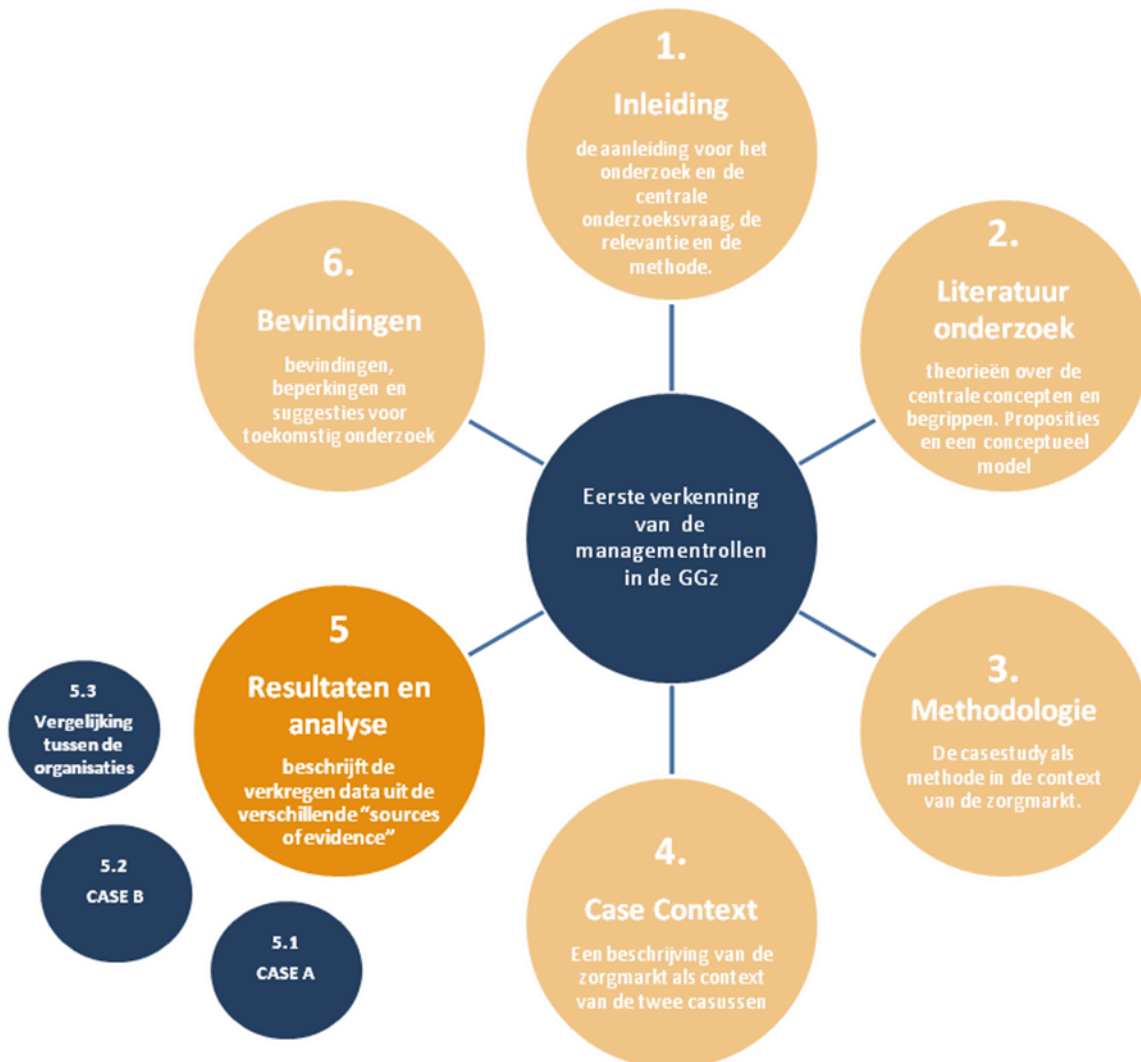 1.
Inleiding
de aanleiding voor het
onderzoek en de
centrale
onderzoeksvraag, de
relevantie en de
methode.
2.
Literatuur
onderzoek
theorieën over de
centrale concepten en
begrippen. Proposities
en een conceptueel
model
3.
Methodologie
De casestudy als
methode in de context
van de zorgmarkt.
4.
Case Context
Een beschrijving van de
zorgmarkt als context
van de twee casussen
5
Resultaten en
analyse
beschrijft de
verkregen data uit de
verschillende “sources
of evidence”
5.1
CASE A
5.2
CASE B
5.3
Vergelijking
tussen de
organisaties
6.
Bevindingen
bevindingen,
beperkingen en
suggesties voor
toekomstig onderzoek
Eerste verkenning
van de
managementrollen
in de GGz